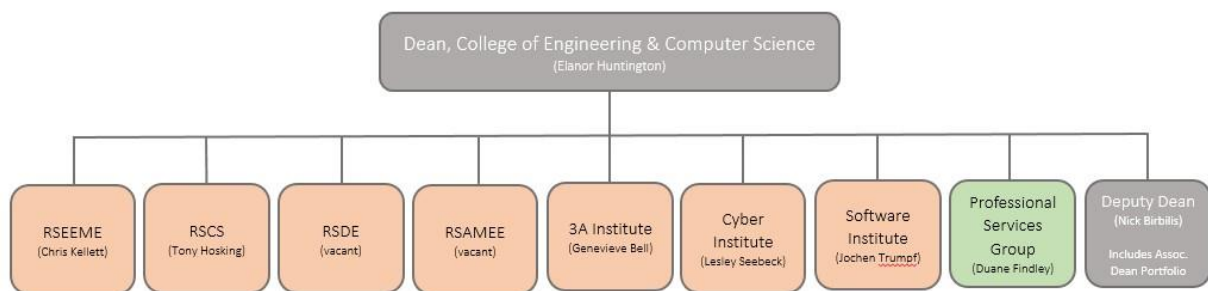 Dean, College of Engineering & Computer Science
(Elanor Huntington)
RSEEME
(Chris Kellett)
RSCS
(Tony Hosking)
RSDE
(vacant)
RSAMEE
(vacant)
3A Institute
(Genevieve Bell)
Cyber
Institute
(Lesley Seebeck)
Software
Institute
(Jochen Trumpf)
Professional
Services
Group
(Duane Findley)
Deputy Dean
(Nick Birbilis)
Includes Assoc.
Dean Portfolio